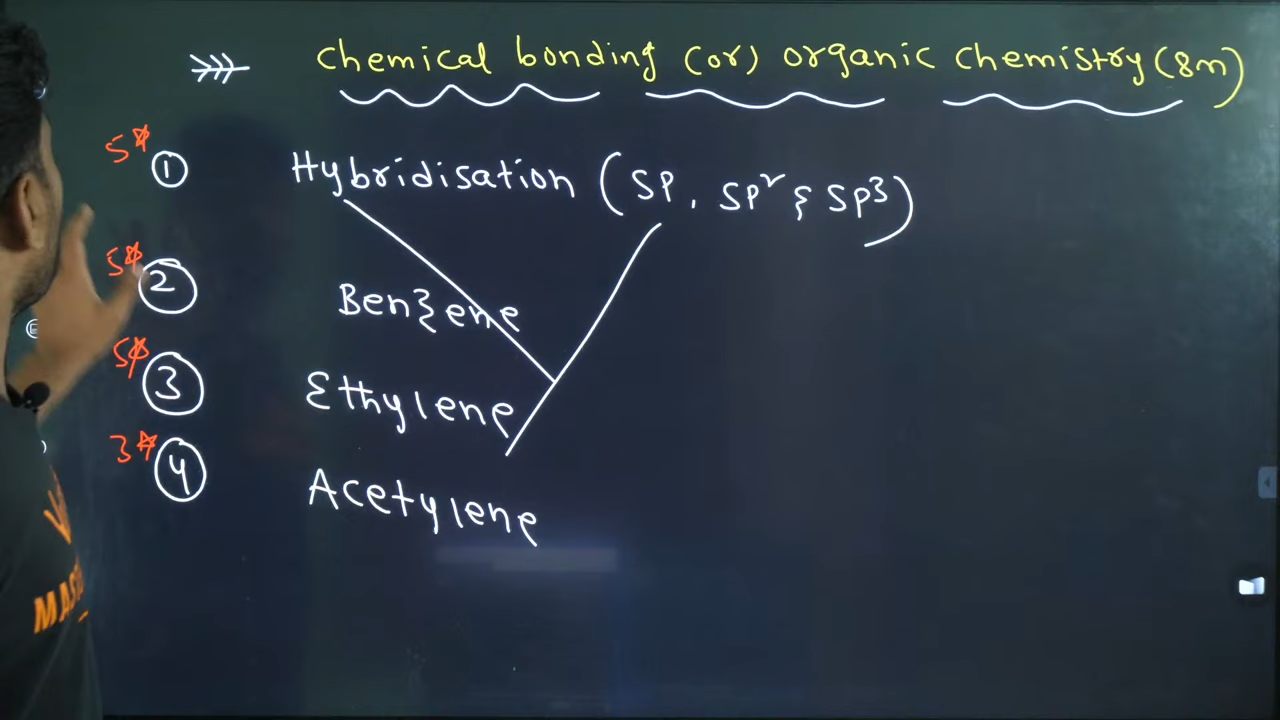 chemical bonding (or) organic chemistry (8m)
5* ① Hybridisation (SP, SP² & SP³)
5* ② Benzene
5* ③ Ethylene
3* ④ Acetylene